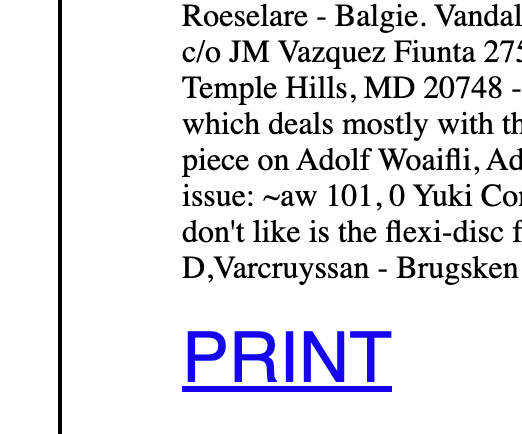 Roeselare - Balgie. Vandal
c/o JM Vazquez Fiunta 275
Temple Hills, MD 20748 -
which deals mostly with th
piece on Adolf Woaifli, Ad
issue: ~aw 101, 0 Yuki Cor
don't like is the flexi-disc f
D,Varcruyssan - Brugsken
PRINT